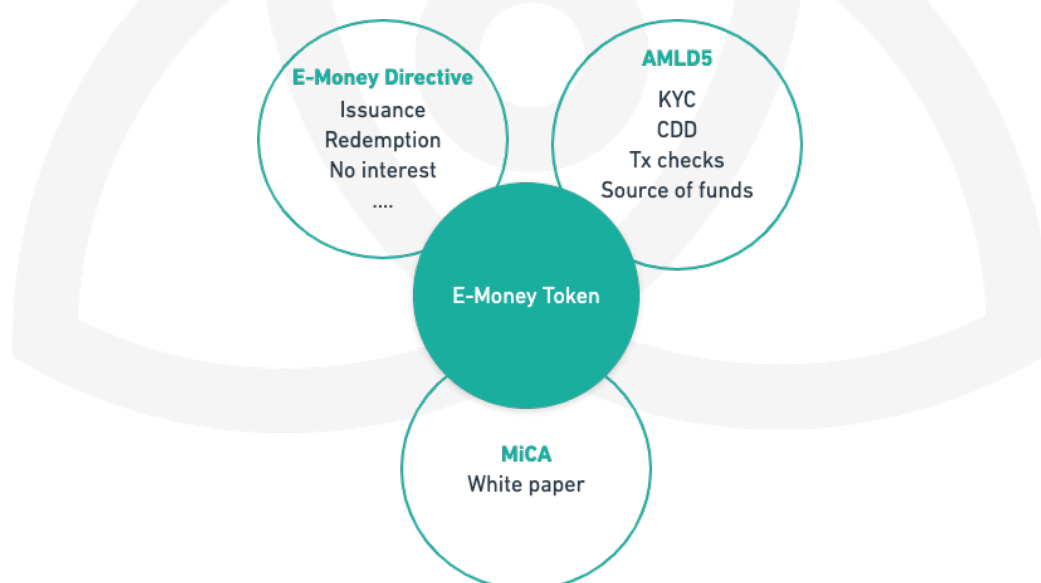 E-Money Directive
Issuance
Redemption
No interest
....
AMLD5
KYC
CDD
Tx checks
Source of funds
E-Money Token
MiCA
White paper